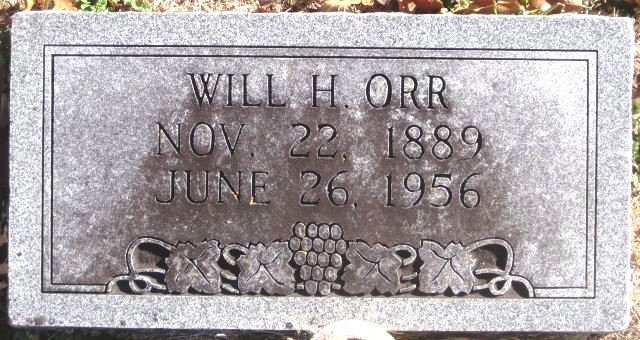 WILL H. ORR
NOV. 22, 1889
JUNE 26, 1956